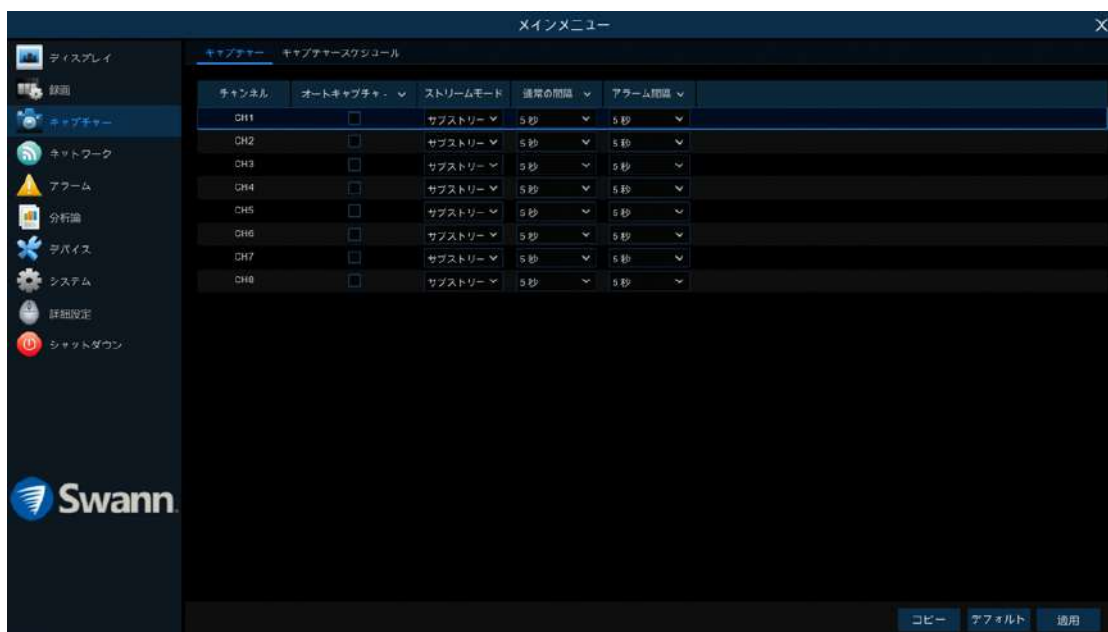 メインメニュー
X
ディスプレイ
録画
キャプチャー
ネットワーク
アラーム
分析論
デバイス
システム
詳細設定
シャットダウン
Swann
キャプチャー キャプチャースケジュール
チャンネル オートキャプチャ - ストリームモード 通常の間隔 アラーム間隔
CH1 サブストリー 5 秒 5 秒
CH2 サブストリー 5 秒 5 秒
CH3 サブストリー 5 秒 5 秒
CH4 サブストリー 5 秒 5 秒
CH5 サブストリー 5 秒 5 秒
CH6 サブストリー 5 秒 5 秒
CH7 サブストリー 5 秒 5 秒
CH8 サブストリー 5 秒 5 秒
コピー デフォルト 適用